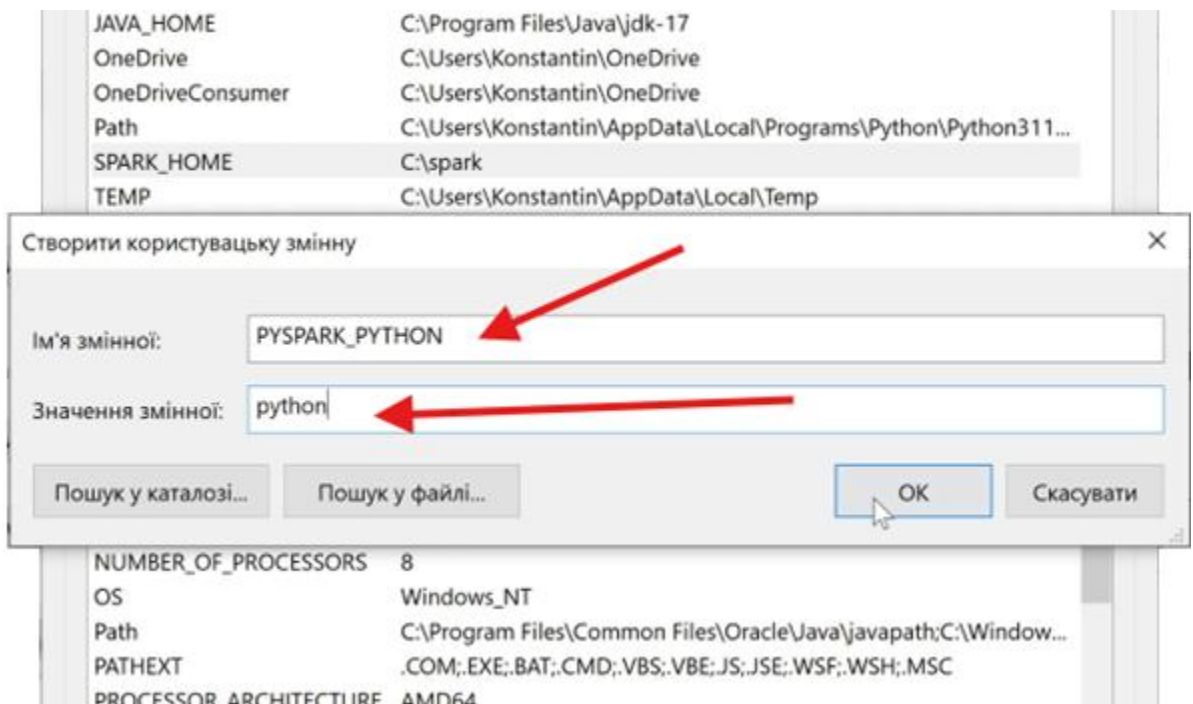 JAVA_HOME C:\Program Files\Java\jdk-17
OneDrive C:\Users\Konstantin\OneDrive
OneDriveConsumer C:\Users\Konstantin\OneDrive
Path C:\Users\Konstantin\AppData\Local\Programs\Python\Python311...
SPARK_HOME C:\spark
TEMP C:\Users\Konstantin\AppData\Local\Temp
Створити користувацьку змінну
Ім'я змінної: PYSPARK_PYTHON
Значення змінної: python
Пошук у каталозі... Пошук у файлі... OK Скасувати
NUMBER_OF_PROCESSORS 8
OS Windows_NT
Path C:\Program Files\Common Files\Oracle\Java\javapath;C:\Window...
PATHEXT .COM;.EXE;.BAT;.CMD;.VBS;.VBE;.JS;.JSE;.WSF;.WSH;.MSC
PROCESSOR_ARCHITECTURE AMD64